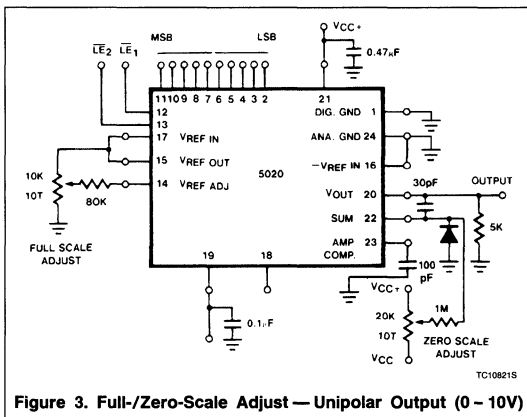 LE2 LE1 MSB LSB VCC+
0.47µF
11 10 9 8 7 6 5 4 3 2 21
12 DIG. GND 1
13
17 VREF IN ANA. GND 24
15 VREF OUT -VREF IN 16
10K
10T
80K
14 VREF ADJ
5020
VOUT 20
30pF
OUTPUT
SUM 22
5K
FULL SCALE
ADJUST
AMP
COMP. 23
100
pF
19 18
VCC+
0.1µF
20K
10T
1M
ZERO SCALE
ADJUST
VCC
TC10821S
Figure 3. Full-/Zero-Scale Adjust — Unipolar Output (0 – 10V)